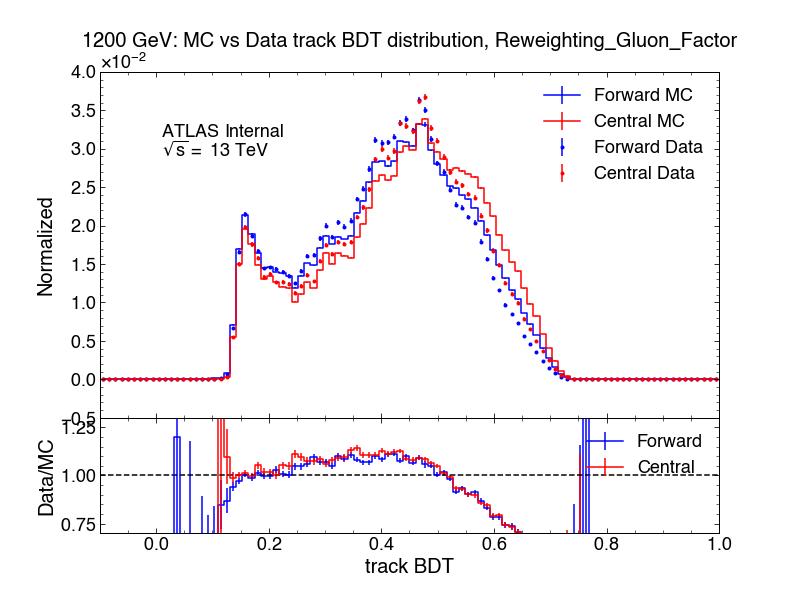 1200 GeV: MC vs Data track BDT distribution, Reweighting_Gluon_Factor
×10⁻²
4.0
3.5
3.0
2.5
2.0
1.5
1.0
0.5
0.0
−0.5
Normalized
ATLAS Internal
√s = 13 TeV
Forward MC
Central MC
Forward Data
Central Data
1.25
1.00
0.75
Data/MC
Forward
Central
0.0 0.2 0.4 0.6 0.8 1.0
track BDT